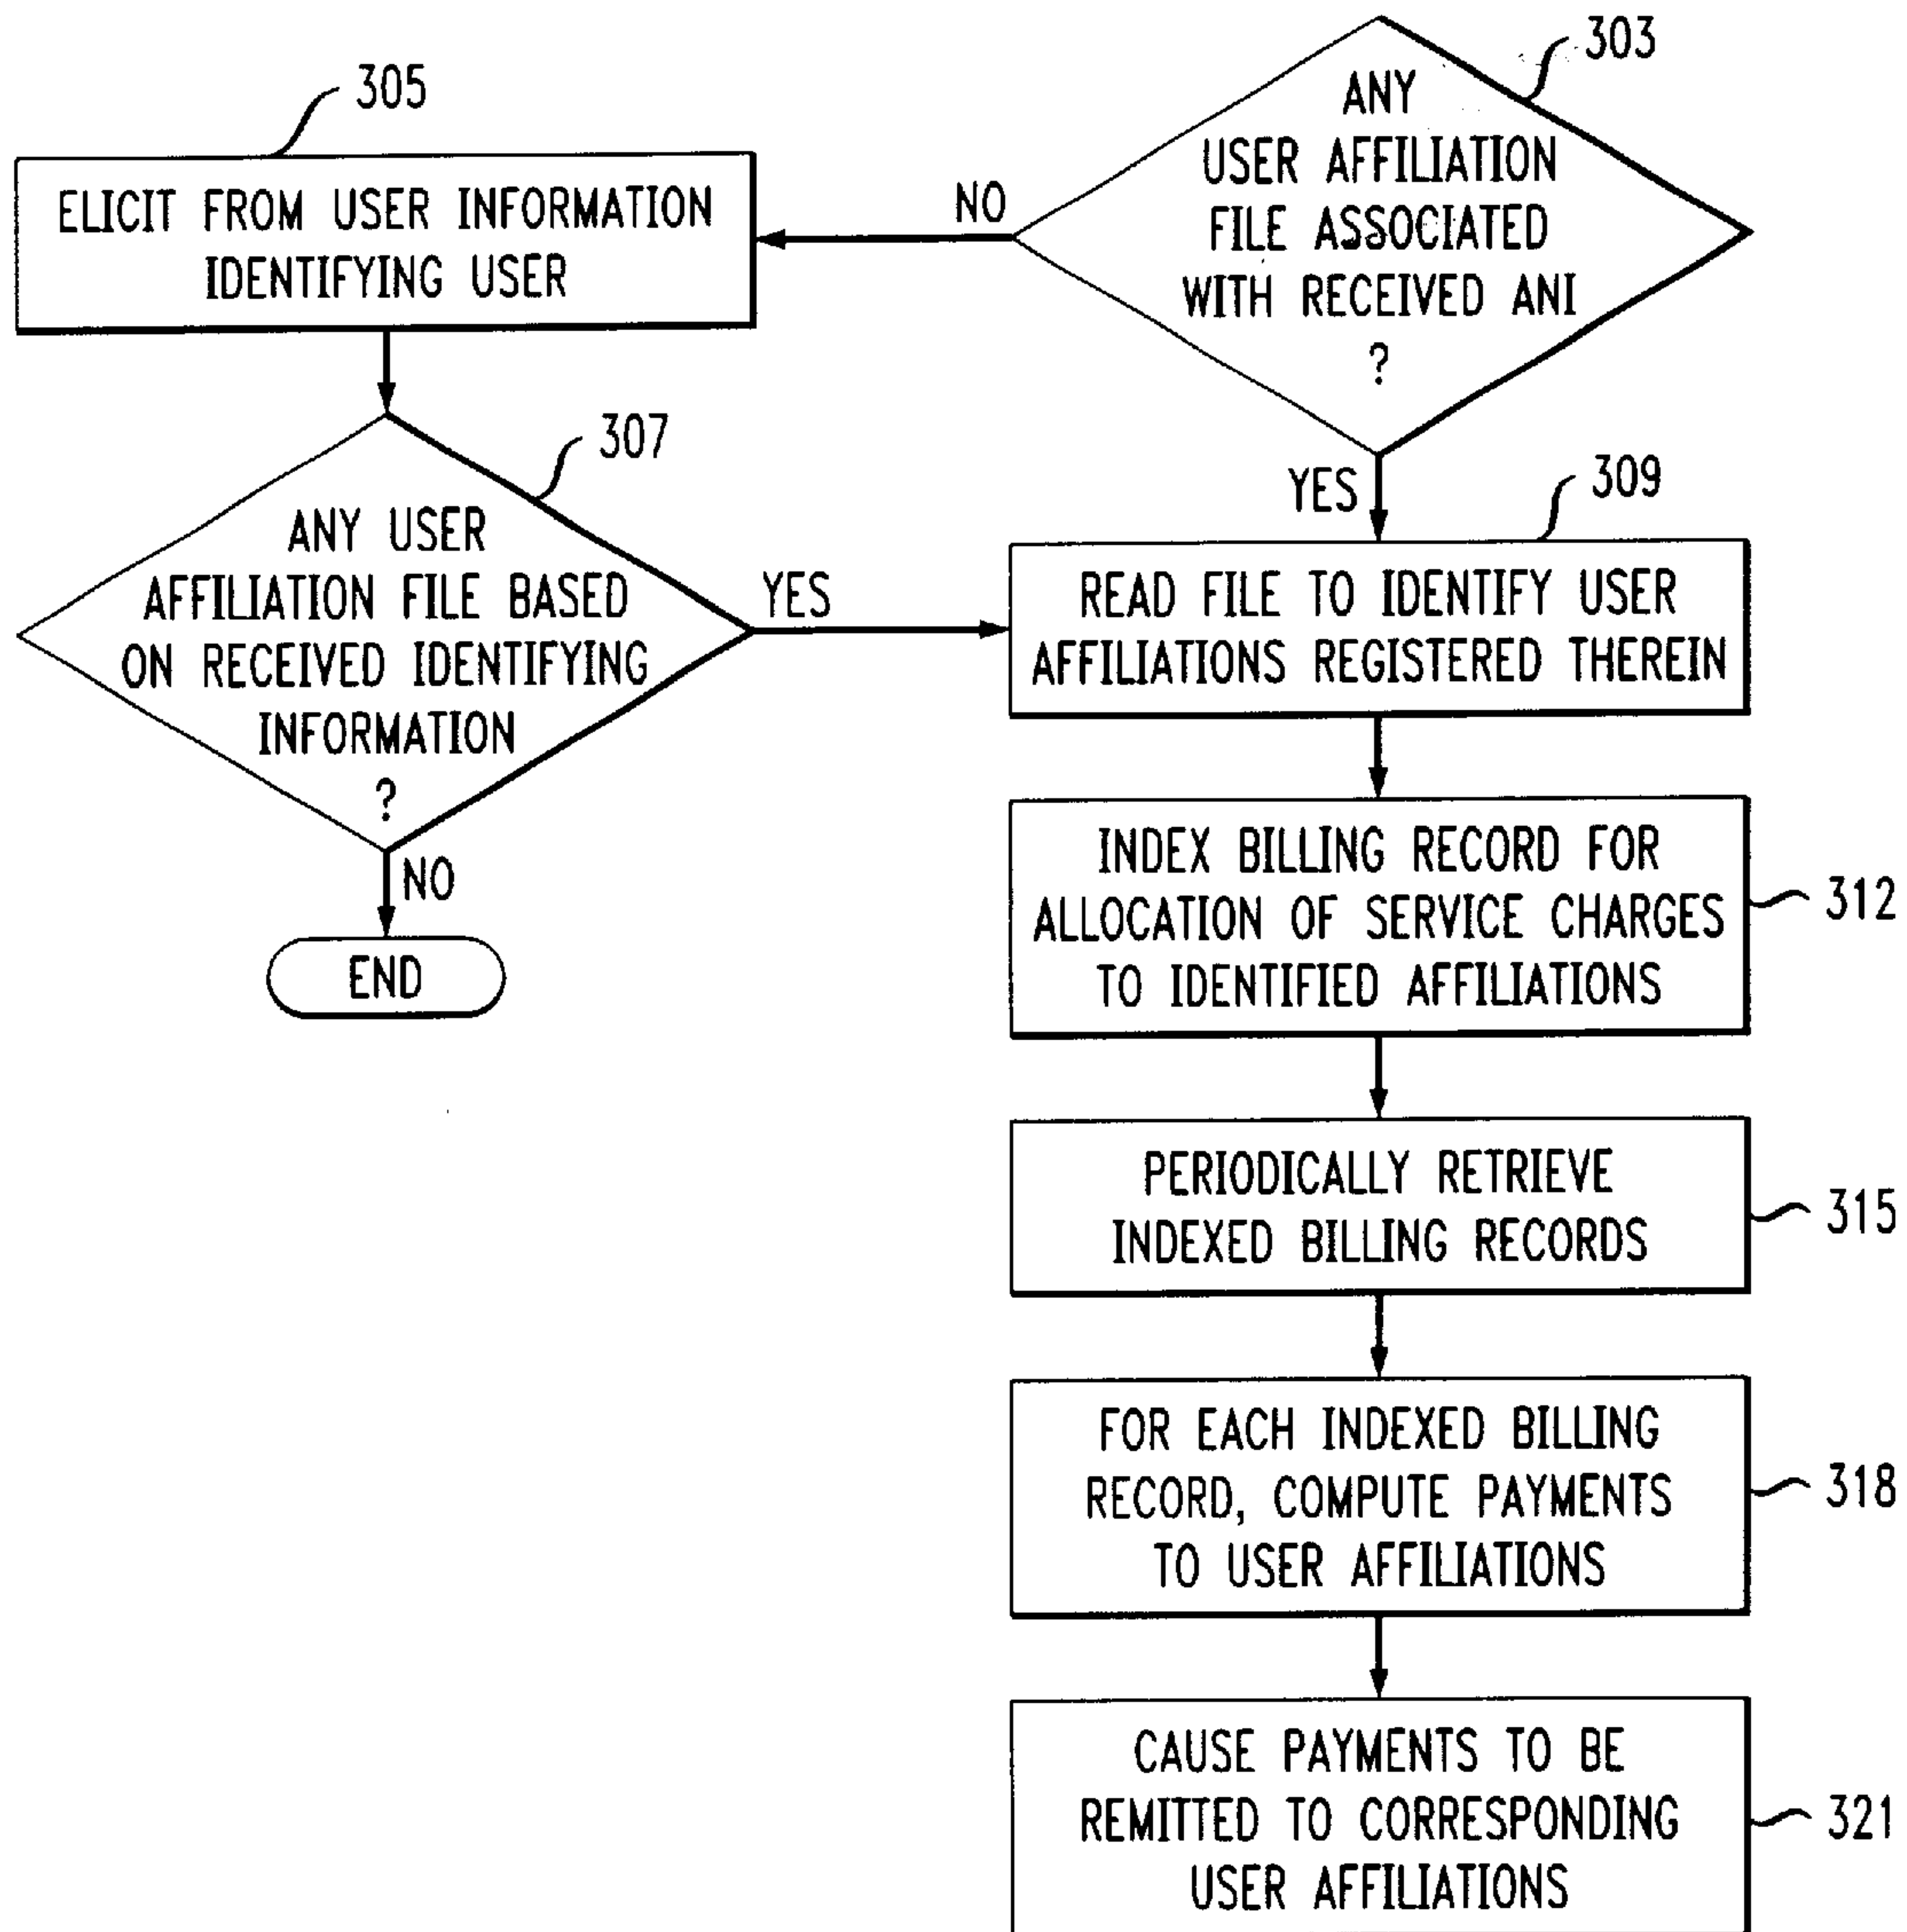 303
ANY
USER AFFILIATION
FILE ASSOCIATED
WITH RECEIVED ANI
?
NO
YES
305
ELICIT FROM USER INFORMATION
IDENTIFYING USER
307
ANY USER
AFFILIATION FILE BASED
ON RECEIVED IDENTIFYING
INFORMATION
?
YES
NO
END
309
READ FILE TO IDENTIFY USER
AFFILIATIONS REGISTERED THEREIN
INDEX BILLING RECORD FOR
ALLOCATION OF SERVICE CHARGES
TO IDENTIFIED AFFILIATIONS
312
PERIODICALLY RETRIEVE
INDEXED BILLING RECORDS
315
FOR EACH INDEXED BILLING
RECORD, COMPUTE PAYMENTS
TO USER AFFILIATIONS
318
CAUSE PAYMENTS TO BE
REMITTED TO CORRESPONDING
USER AFFILIATIONS
321